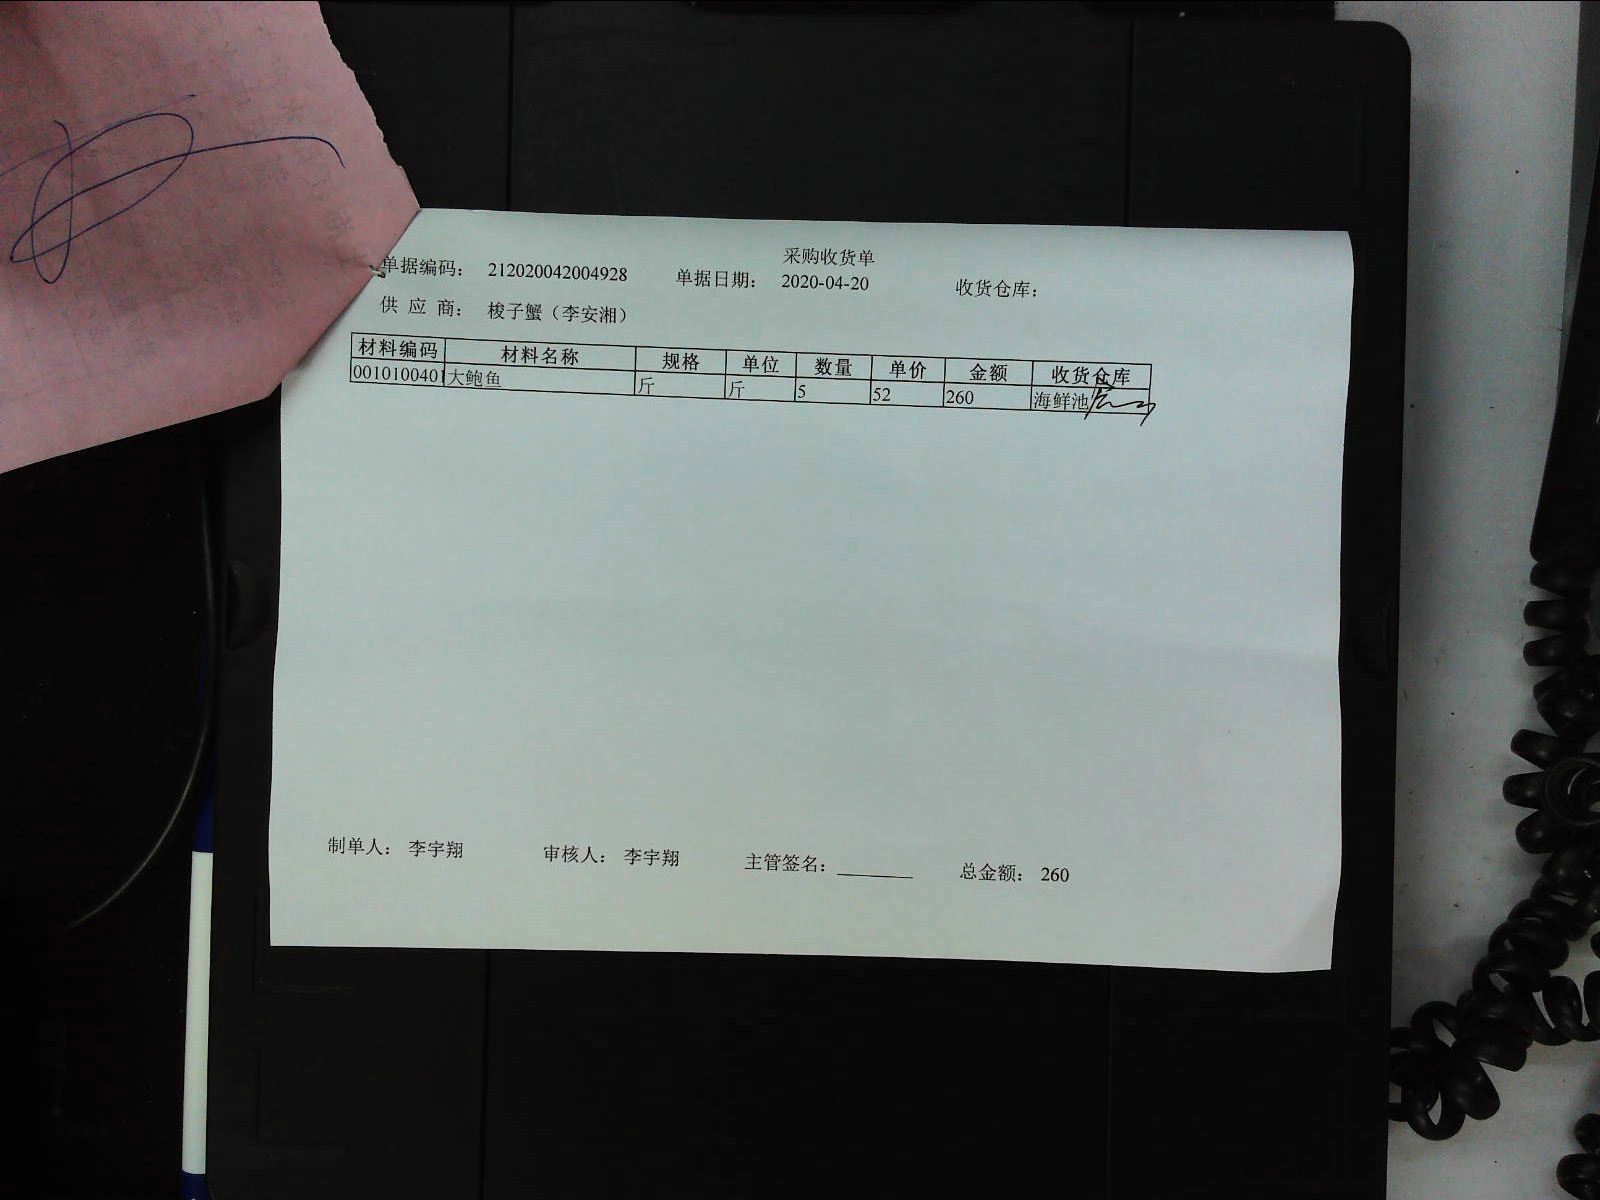 采购收货单
单据编码: 212020042004928 单据日期: 2020-04-20 收货仓库:
供 应 商: 梭子蟹（李安湘）
材料编码 材料名称 规格 单位 数量 单价 金额 收货仓库
0010100401 大鲍鱼 斤 斤 5 52 260 海鲜池
制单人: 李宇翔 审核人: 李宇翔 主管签名: ________ 总金额: 260